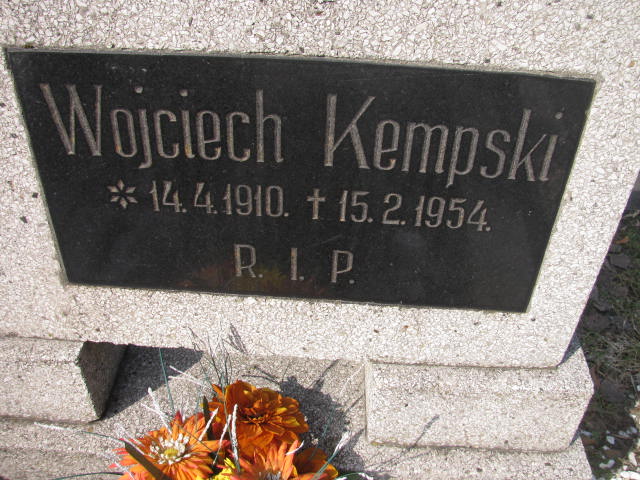 Wojciech Kempski
* 14.4.1910. † 15.2.1954.
R. I. P.